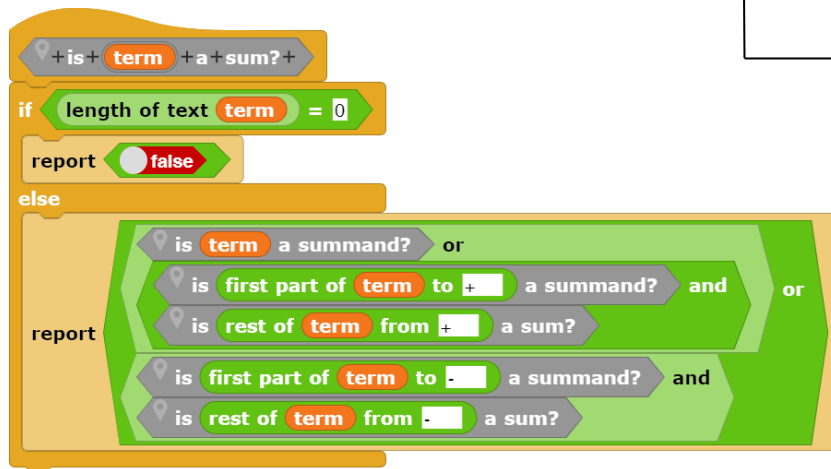 +is+ term +a+sum?+
if length of text term = 0
report false
else
is term a summand? or
is first part of term to + a summand? and
or
report
is rest of term from + a sum?
is first part of term to - a summand? and
is rest of term from - a sum?